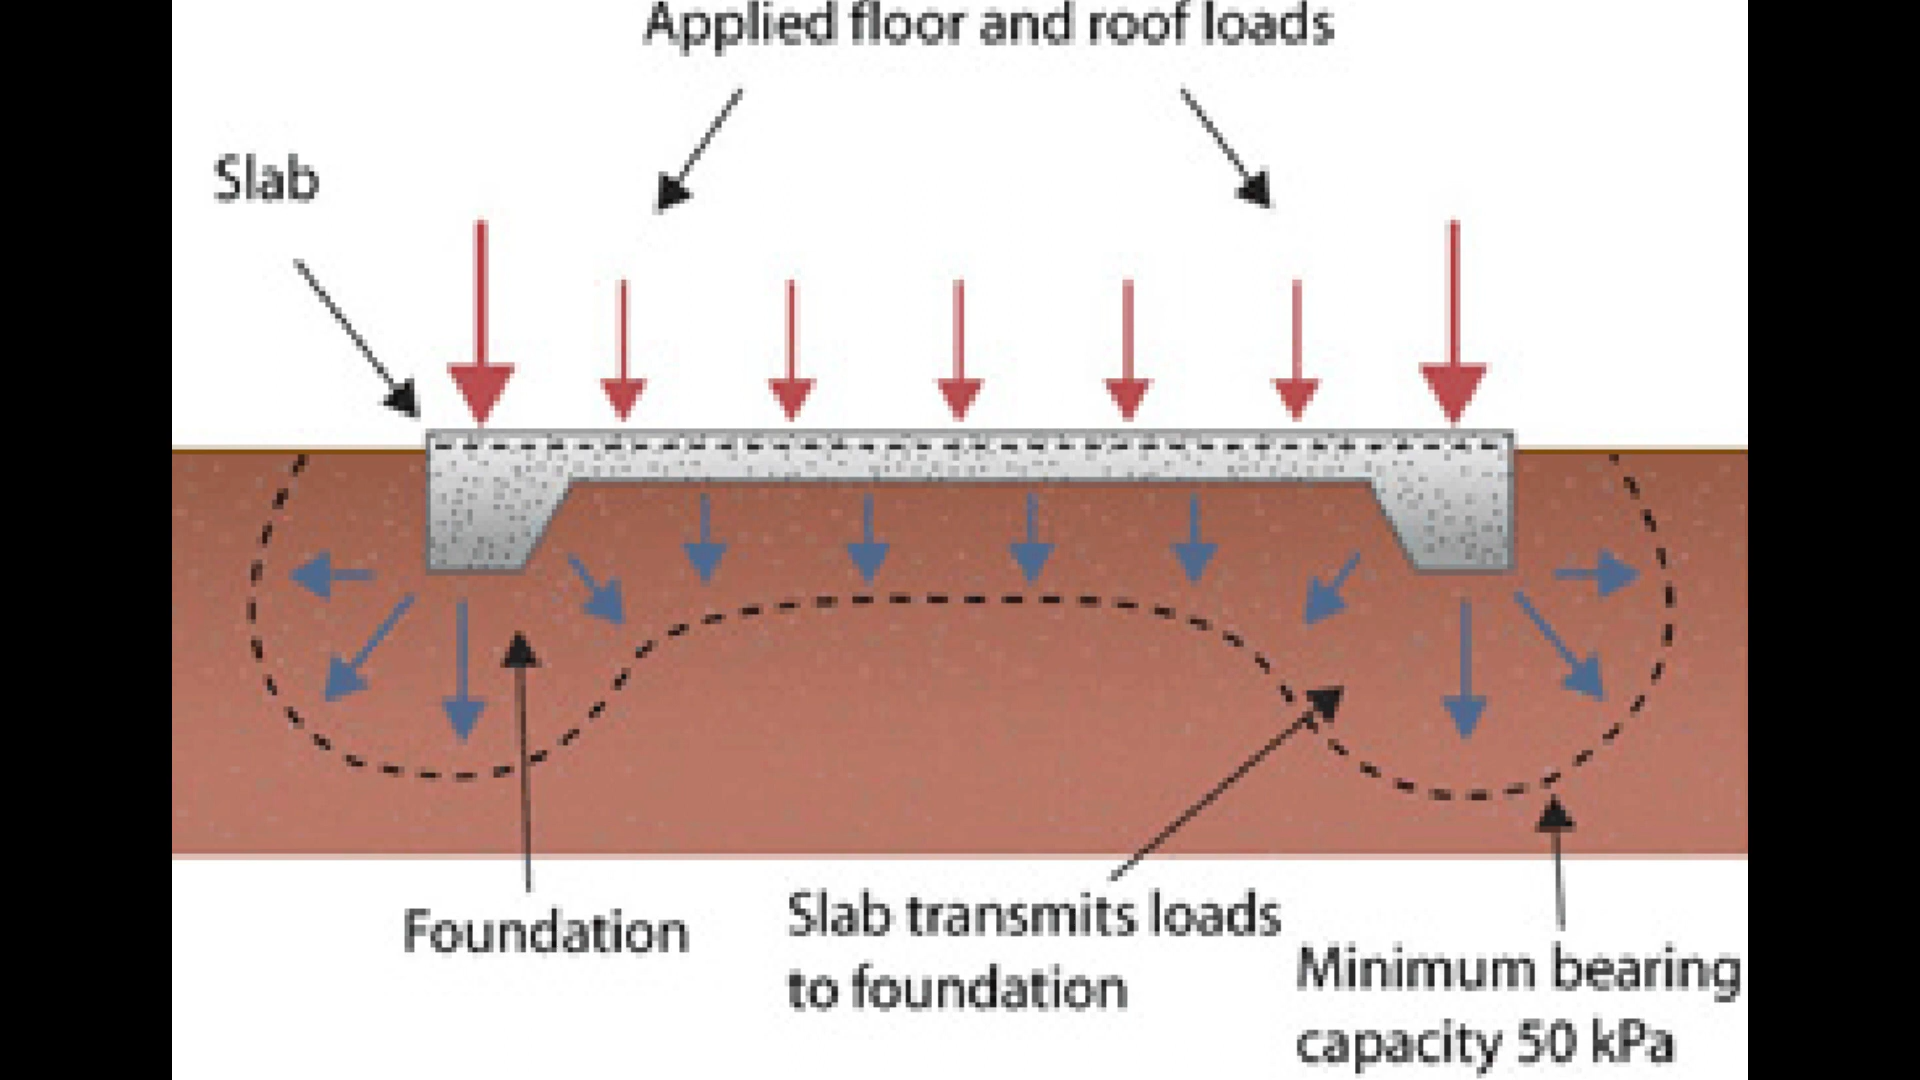 Applied floor and roof loads
Slab
Foundation
Slab transmits loads
to foundation
Minimum bearing
capacity 50 kPa